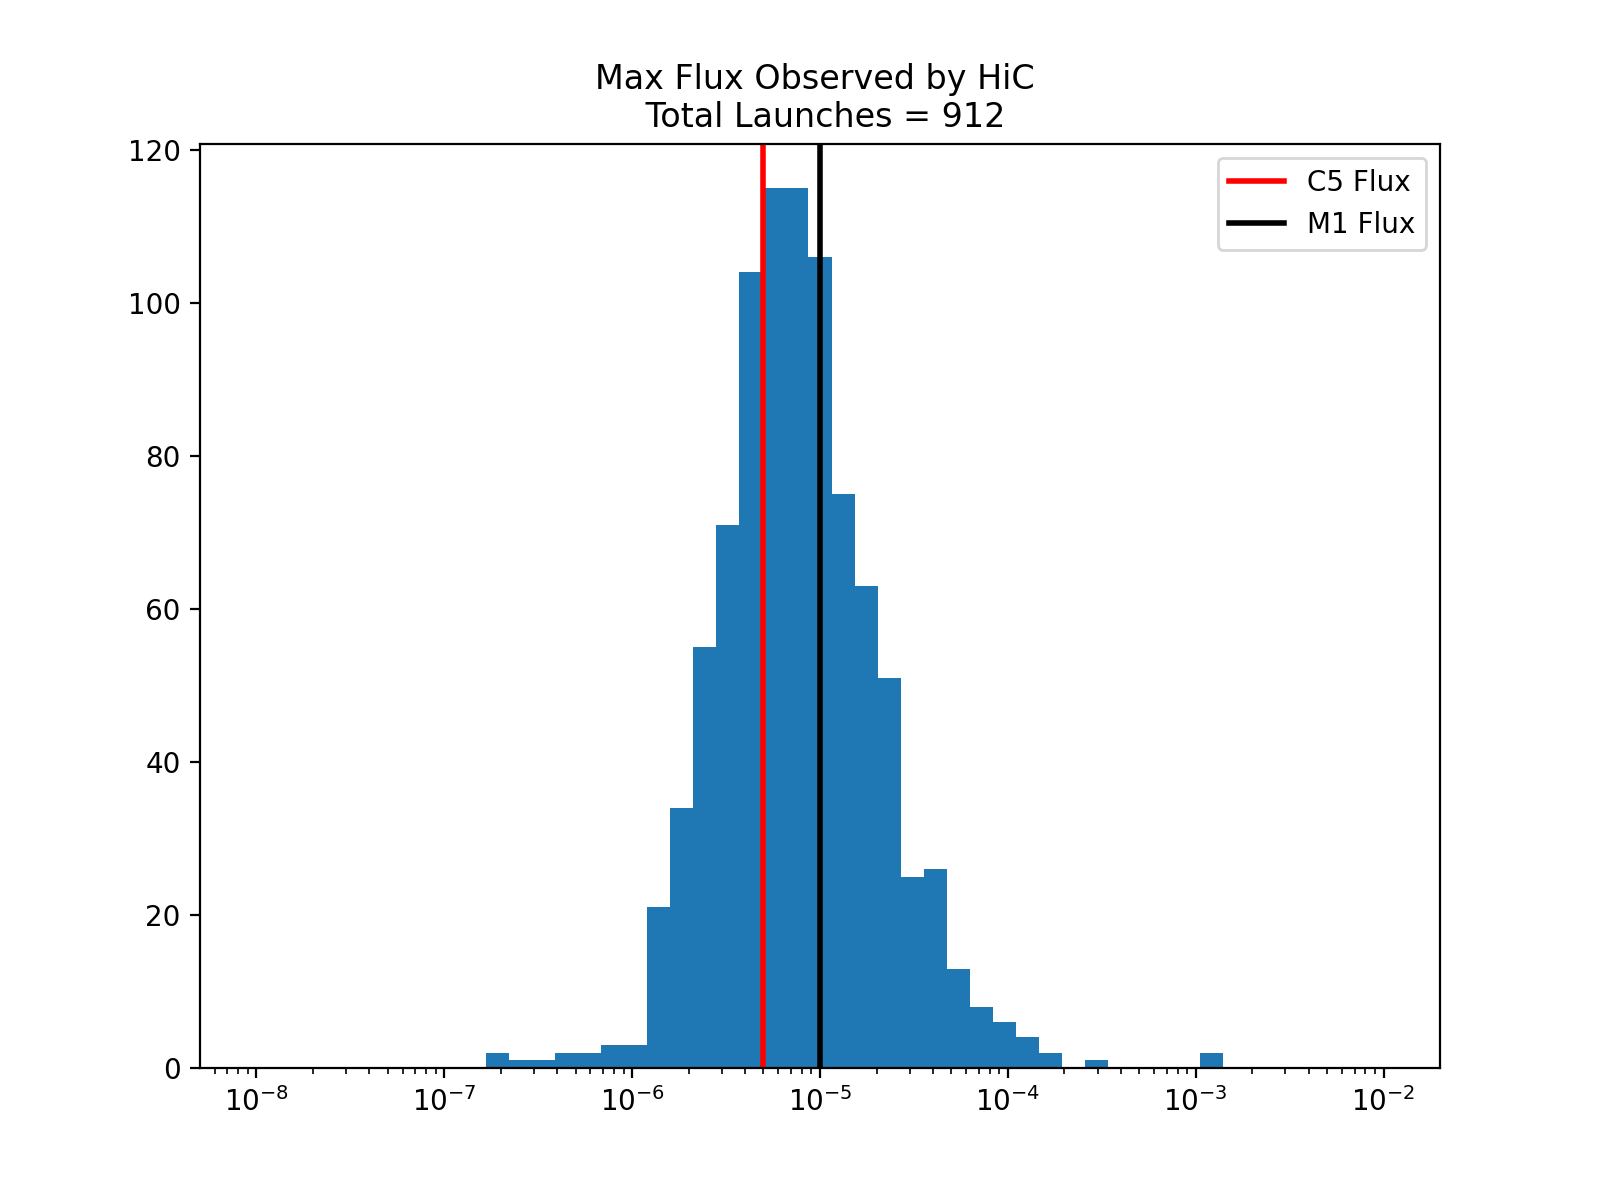 Max Flux Observed by HiC
Total Launches = 912
C5 Flux
M1 Flux
120
100
80
60
40
20
0
10⁻⁸ 10⁻⁷ 10⁻⁶ 10⁻⁵ 10⁻⁴ 10⁻³ 10⁻²